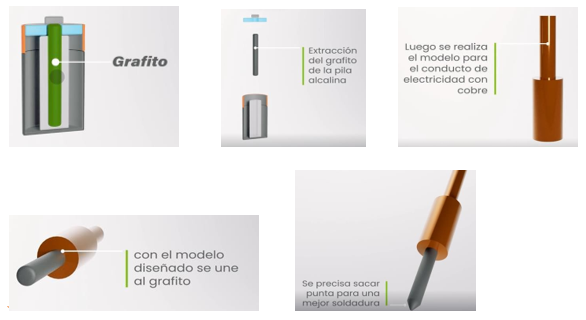 Grafito
Extracción
del grafito
de la pila
alcalina
Luego se realiza
el modelo para
el conducto de
electricidad con
cobre
con el modelo
diseñado se une
al grafito
Se precisa sacar
punta para una
mejor soldadura